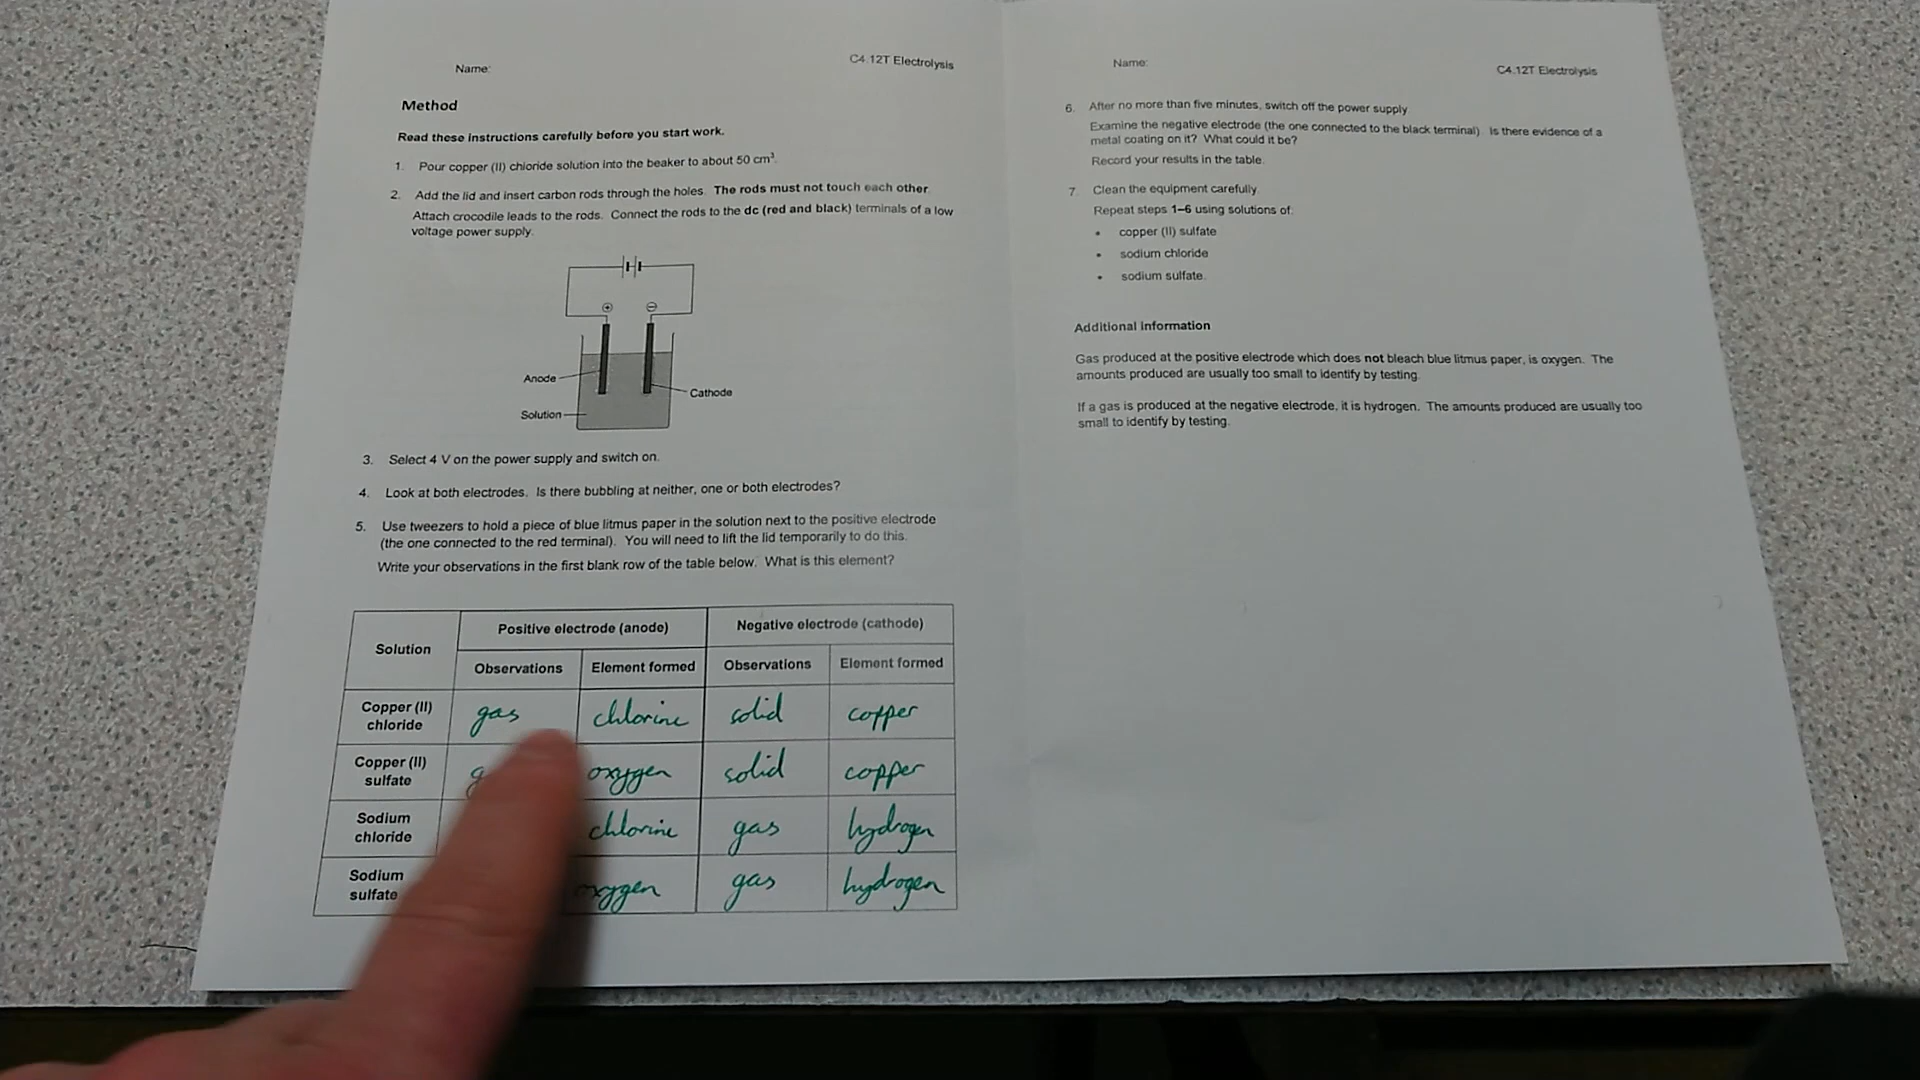 Name:
C4.12T Electrolysis
Method
Read these instructions carefully before you start work.
1. Pour copper (II) chloride solution into the beaker to about 50 cm³.
2. Add the lid and insert carbon rods through the holes. The rods must not touch each other.
Attach crocodile leads to the rods. Connect the rods to the dc (red and black) terminals of a low
voltage power supply.
+ −
Anode
Cathode
Solution
3. Select 4 V on the power supply and switch on.
4. Look at both electrodes. Is there bubbling at neither, one or both electrodes?
5. Use tweezers to hold a piece of blue litmus paper in the solution next to the positive electrode
(the one connected to the red terminal). You will need to lift the lid temporarily to do this.
Write your observations in the first blank row of the table below. What is this element?
Solution
Positive electrode (anode)
Negative electrode (cathode)
Observations
Element formed
Observations
Element formed
Copper (II)
chloride
gas
chlorine
solid
copper
Copper (II)
sulfate
oxygen
solid
copper
Sodium
chloride
chlorine
gas
hydrogen
Sodium
sulfate
oxygen
gas
hydrogen
Name:
C4.12T Electrolysis
6. After no more than five minutes, switch off the power supply.
Examine the negative electrode (the one connected to the black terminal). Is there evidence of a
metal coating on it? What could it be?
Record your results in the table.
7. Clean the equipment carefully.
Repeat steps 1–6 using solutions of:
• copper (II) sulfate
• sodium chloride
• sodium sulfate.
Additional information
Gas produced at the positive electrode which does not bleach blue litmus paper, is oxygen. The
amounts produced are usually too small to identify by testing.
If a gas is produced at the negative electrode, it is hydrogen. The amounts produced are usually too
small to identify by testing.